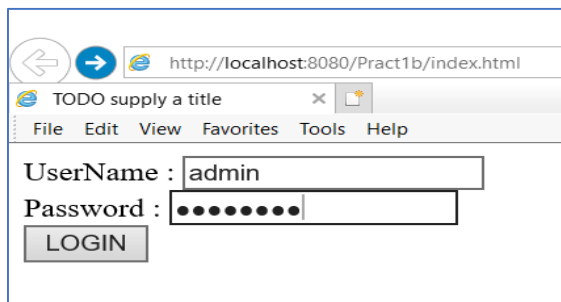 http://localhost:8080/Pract1b/index.html
TODO supply a title
File Edit View Favorites Tools Help
UserName : admin
Password : ●●●●●●●●
LOGIN